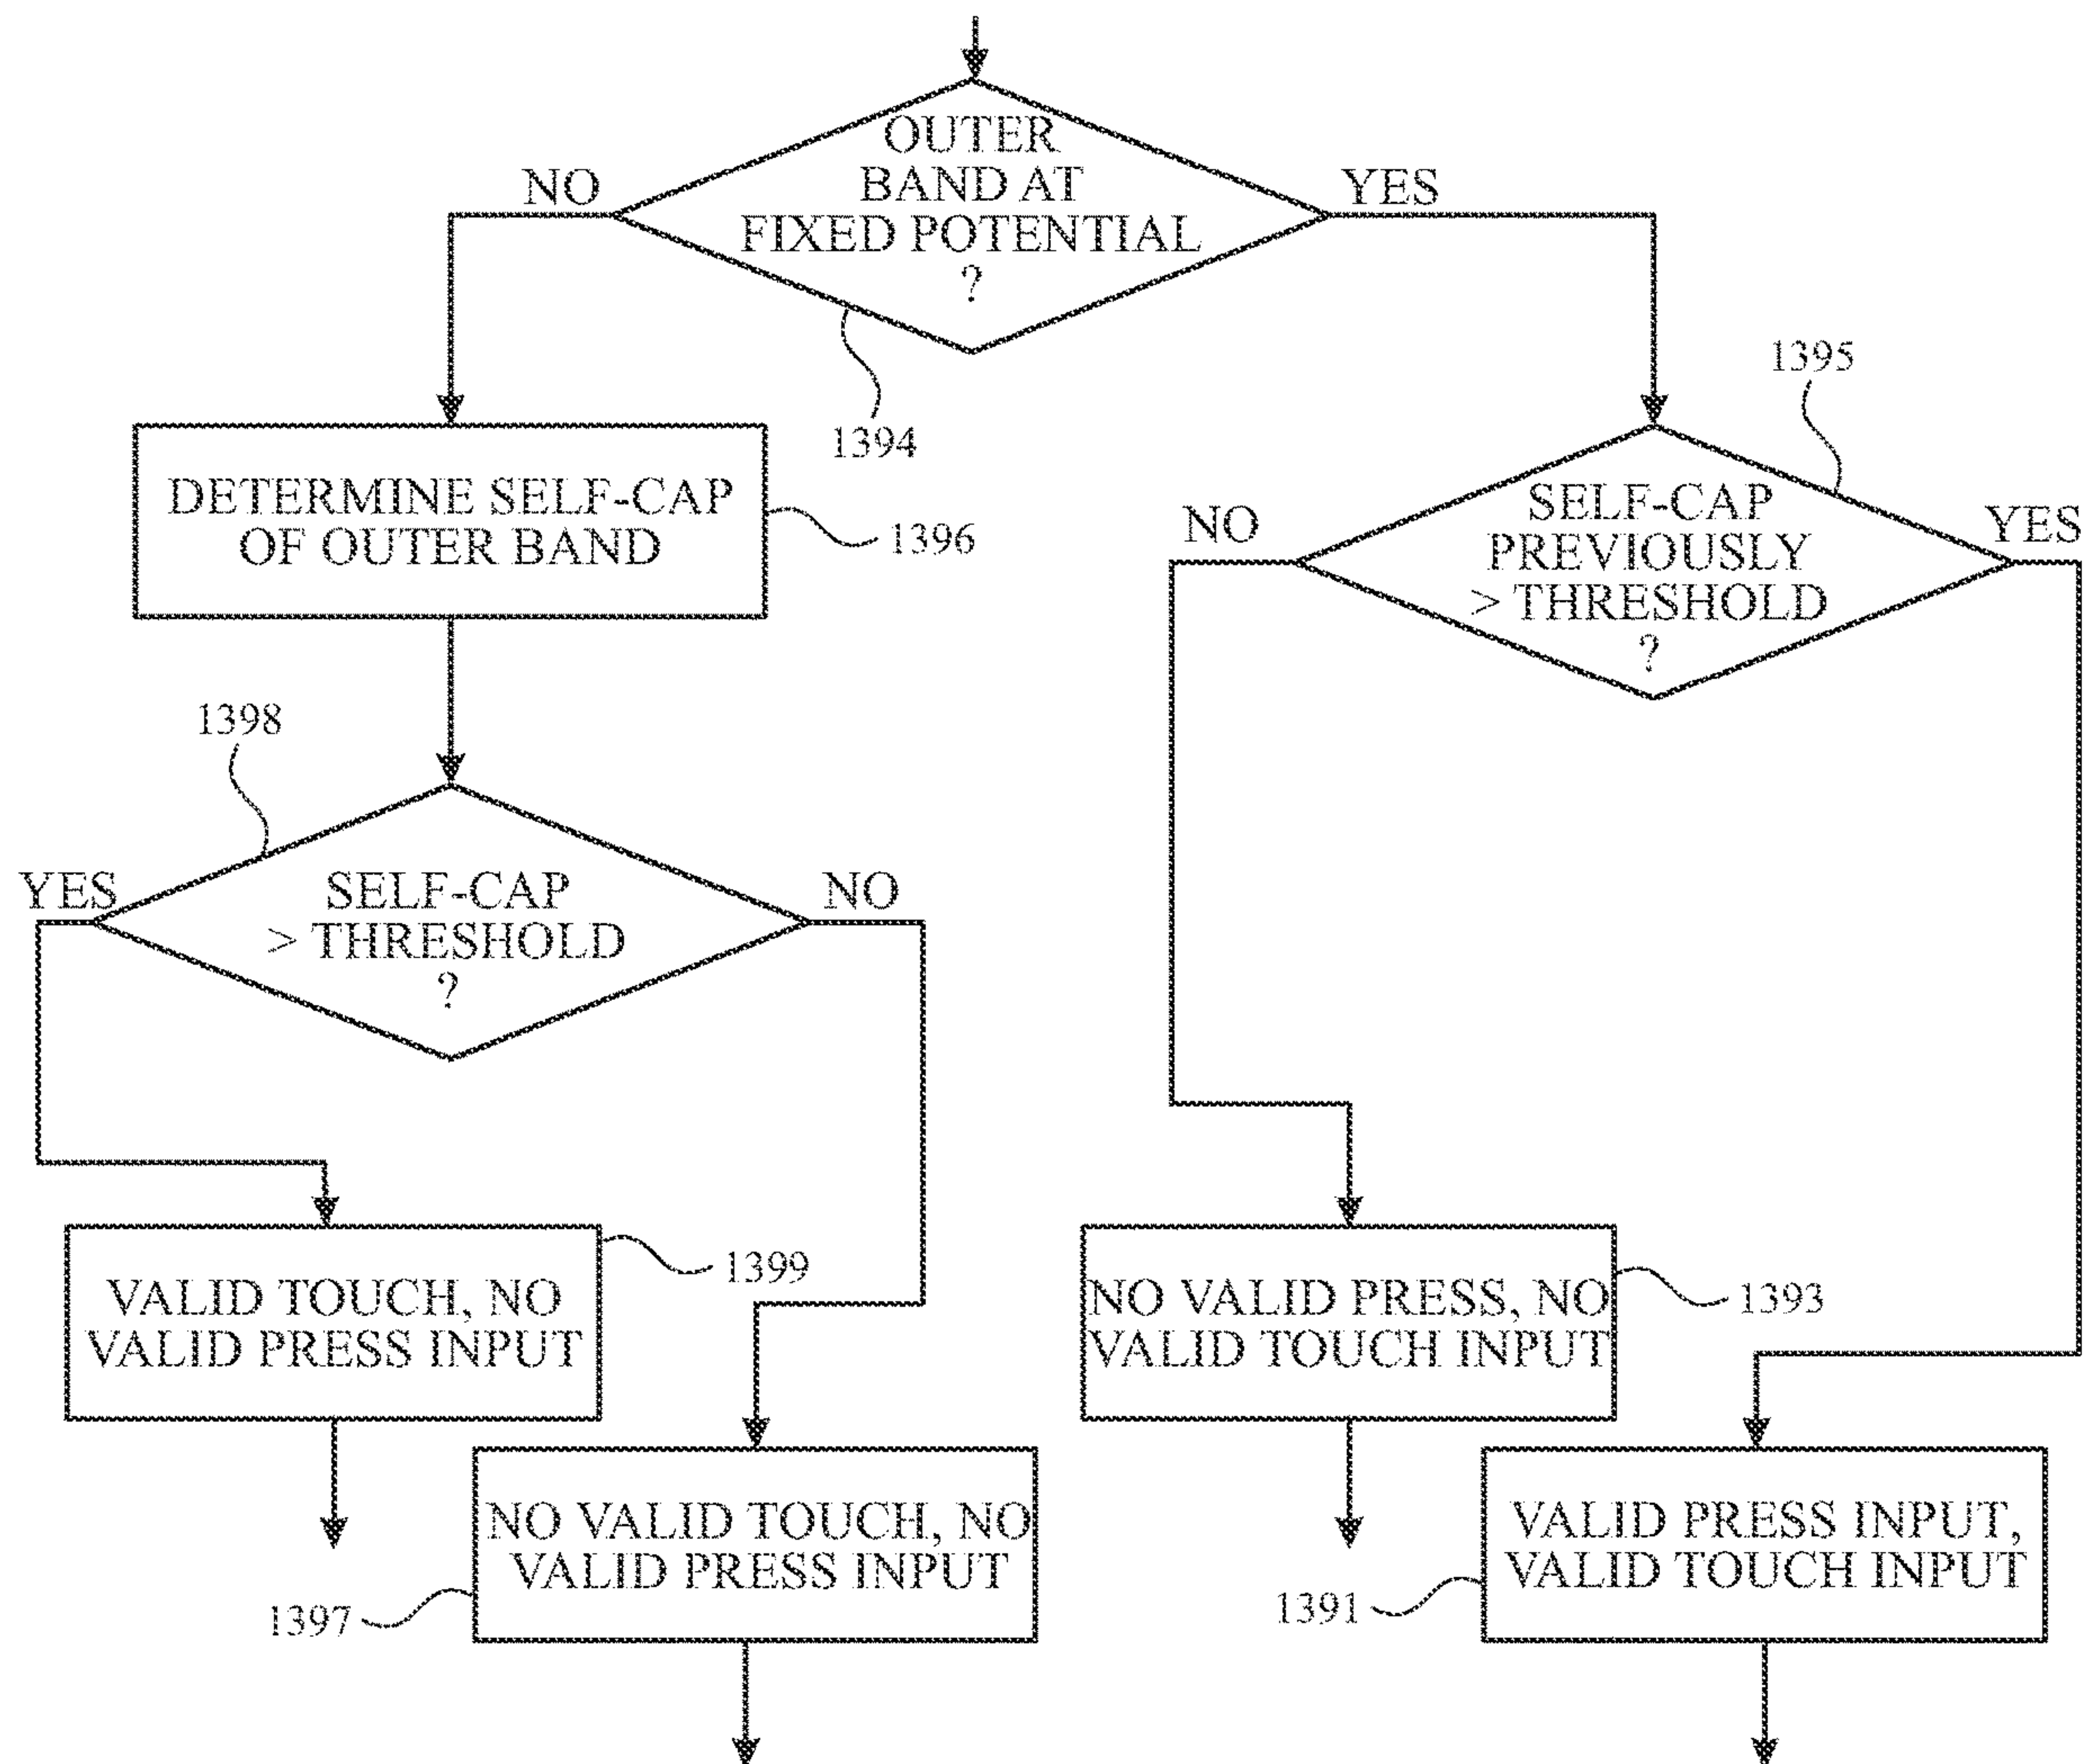 OUTER
BAND AT
FIXED POTENTIAL
?
NO
YES
1394
1395
DETERMINE SELF-CAP
OF OUTER BAND
1396
SELF-CAP
PREVIOUSLY
> THRESHOLD
?
NO
YES
1398
SELF-CAP
> THRESHOLD
?
YES
NO
VALID TOUCH, NO
VALID PRESS INPUT
1399
NO VALID PRESS, NO
VALID TOUCH INPUT
1393
NO VALID TOUCH, NO
VALID PRESS INPUT
1397
VALID PRESS INPUT,
VALID TOUCH INPUT
1391